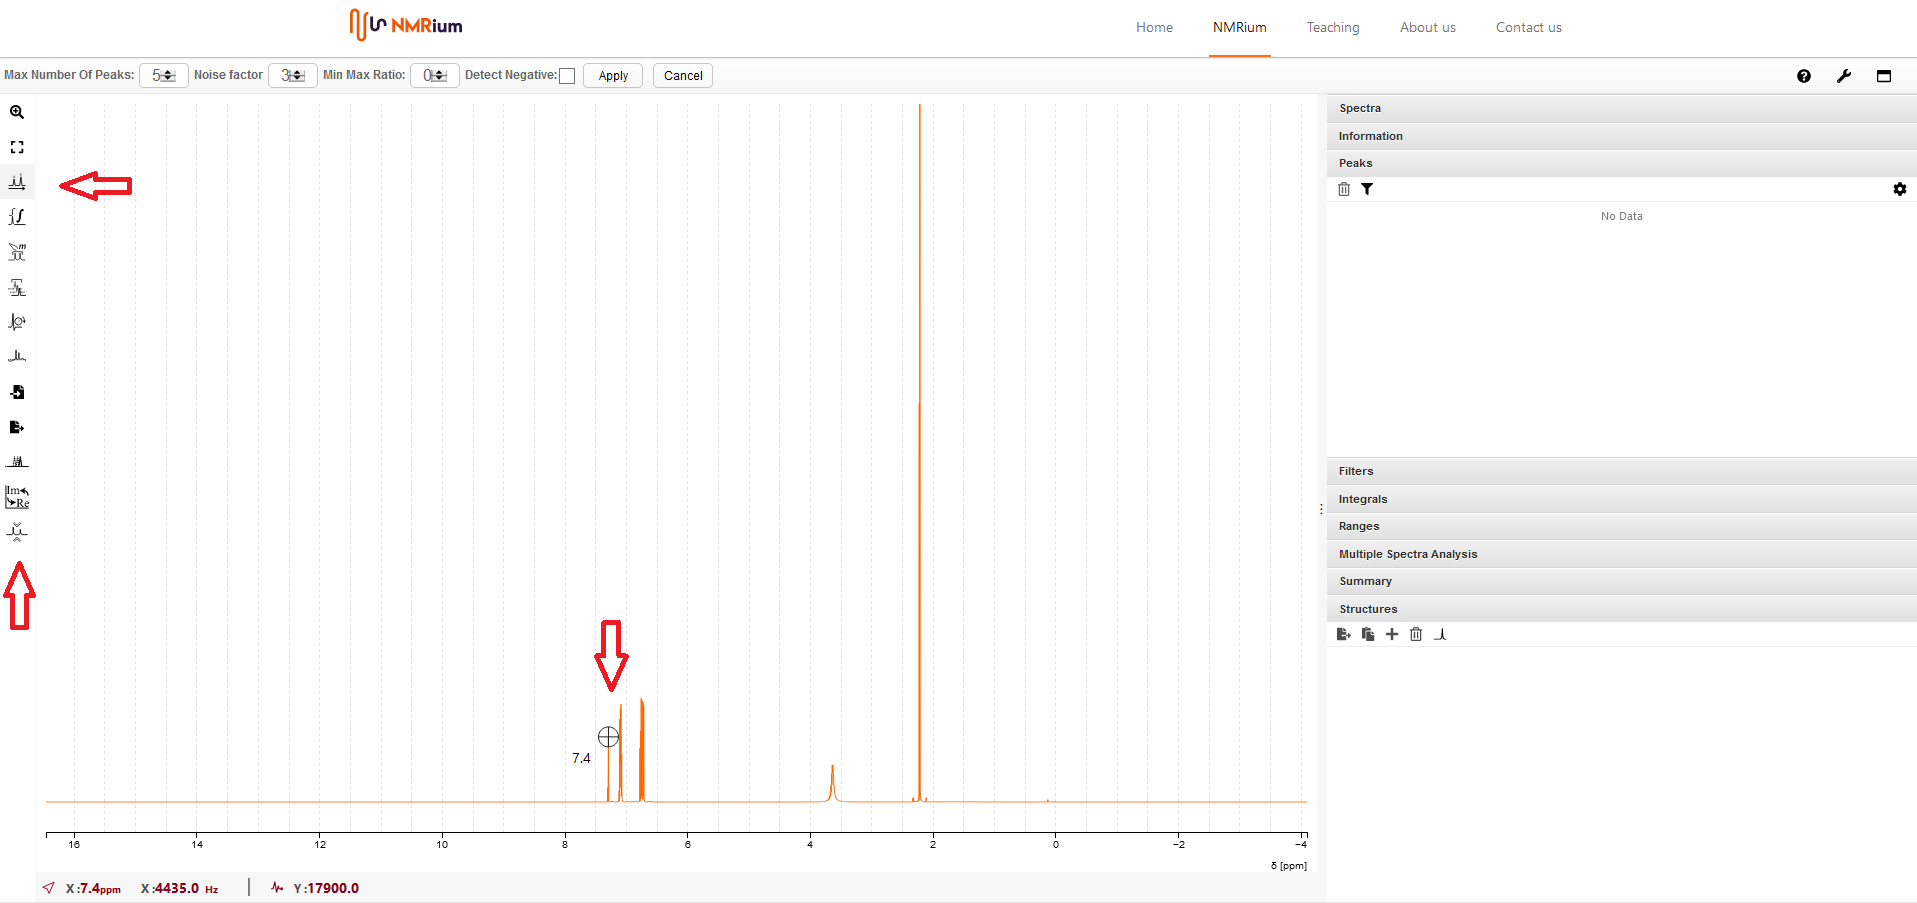 NMRium
Home NMRium Teaching About us Contact us
Max Number Of Peaks: 5 Noise factor 3 Min Max Ratio: 0 Detect Negative: Apply Cancel
Spectra
Information
Peaks
No Data
m
Im
Re
Filters
Integrals
Ranges
Multiple Spectra Analysis
Summary
Structures
7.4
16 14 12 10 8 6 4 2 0 −2 −4
δ [ppm]
X :7.4ppm X :4435.0 Hz Y :17900.0